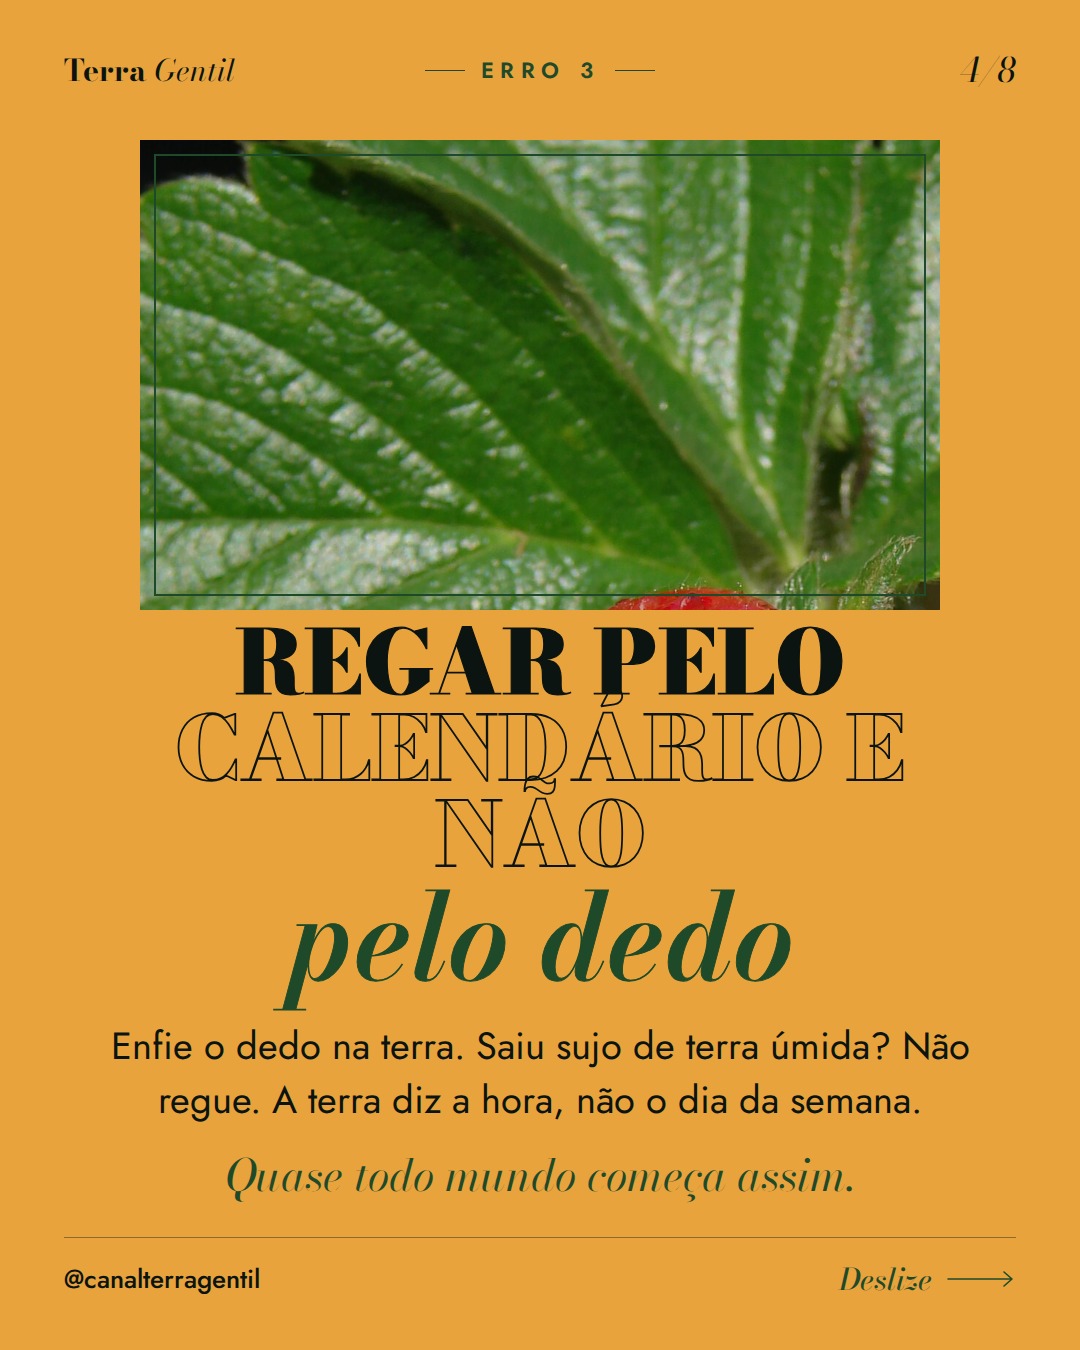 Terra Gentil
ERRO 3
4/8
REGAR PELO
CALENDÁRIO E
NÃO
pelo dedo
Enfie o dedo na terra. Saiu sujo de terra úmida? Não
regue. A terra diz a hora, não o dia da semana.
Quase todo mundo começa assim.
@canalterragentil
Deslize